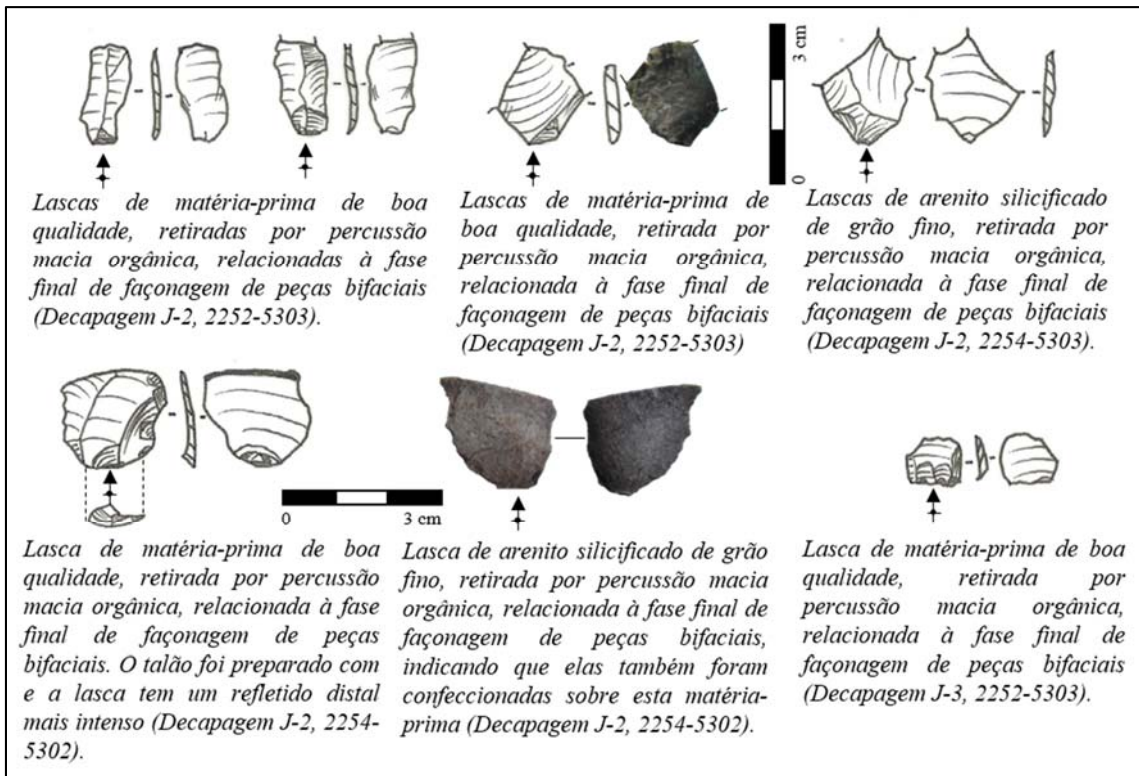 3 cm
0
Lascas de matéria-prima de boa
qualidade, retiradas por percussão
macia orgânica, relacionadas à fase
final de façonagem de peças bifaciais
(Decapagem J-2, 2252-5303).
Lascas de matéria-prima de
boa qualidade, retirada por
percussão macia orgânica,
relacionada à fase final de
façonagem de peças bifaciais
(Decapagem J-2, 2252-5303)
Lascas de arenito silicificado
de grão fino, retirada por
percussão macia orgânica,
relacionada à fase final de
façonagem de peças bifaciais
(Decapagem J-2, 2254-5303).
0 3 cm
Lasca de matéria-prima de boa
qualidade, retirada por percussão
macia orgânica, relacionada à fase
final de façonagem de peças
bifaciais. O talão foi preparado com
e a lasca tem um refletido distal
mais intenso (Decapagem J-2, 2254-
5302).
Lasca de arenito silicificado de grão
fino, retirada por percussão macia
orgânica, relacionada à fase final de
façonagem de peças bifaciais,
indicando que elas também foram
confeccionadas sobre esta matéria-
prima (Decapagem J-2, 2254-5302).
Lasca de matéria-prima de boa
qualidade, retirada por
percussão macia orgânica,
relacionada à fase final de
façonagem de peças bifaciais
(Decapagem J-3, 2252-5303).